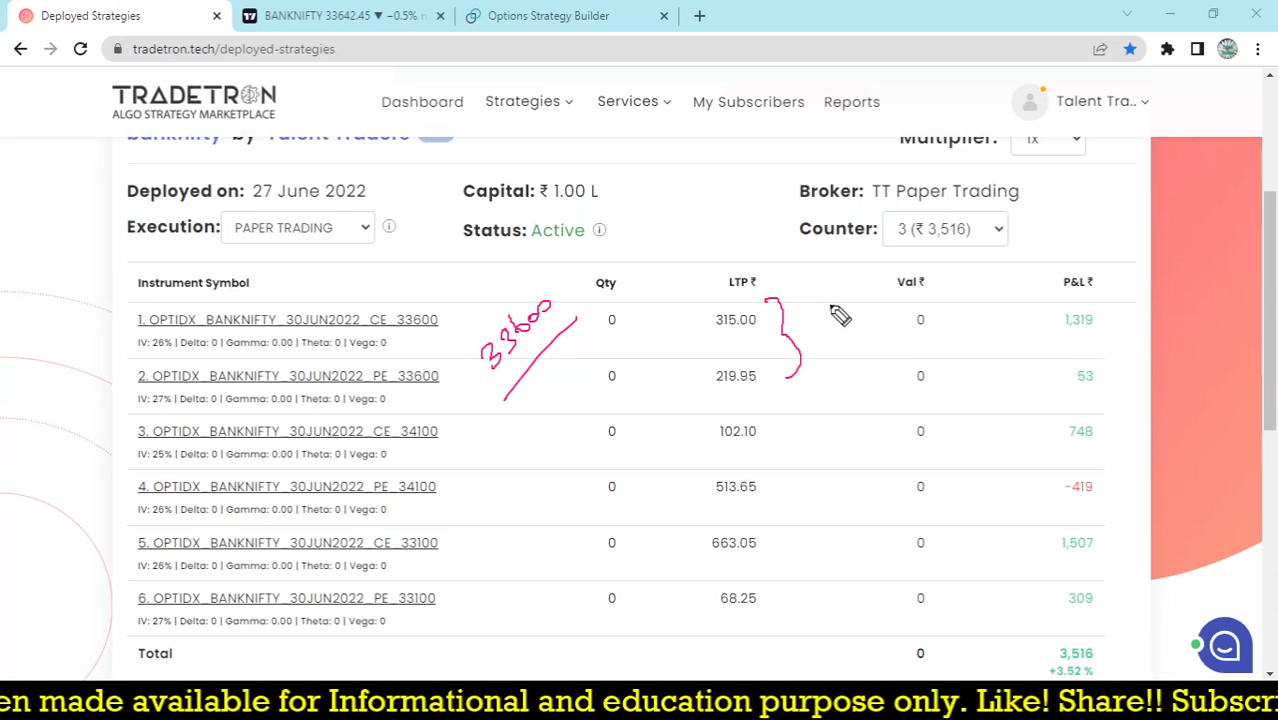 Deployed Strategies
BANKNIFTY 33642.45 ▼ −0.5%
Options Strategy Builder
tradetron.tech/deployed-strategies
TRADETRON
ALGO STRATEGY MARKETPLACE
Dashboard
Strategies
Services
My Subscribers
Reports
Talent Tra..
banknifty by Talent Traders
Multiplier: 1x
Deployed on: 27 June 2022
Capital: ₹ 1.00 L
Broker: TT Paper Trading
Execution: PAPER TRADING
Status: Active
Counter: 3 (₹ 3,516)
Instrument Symbol Qty LTP ₹ Val ₹ P&L ₹
1. OPTIDX_BANKNIFTY_30JUN2022_CE_33600 0 315.00 0 1,319
IV: 26% | Delta: 0 | Gamma: 0.00 | Theta: 0 | Vega: 0
33600
2. OPTIDX_BANKNIFTY_30JUN2022_PE_33600 0 219.95 0 53
IV: 27% | Delta: 0 | Gamma: 0.00 | Theta: 0 | Vega: 0
3. OPTIDX_BANKNIFTY_30JUN2022_CE_34100 0 102.10 0 748
IV: 25% | Delta: 0 | Gamma: 0.00 | Theta: 0 | Vega: 0
4. OPTIDX_BANKNIFTY_30JUN2022_PE_34100 0 513.65 0 -419
IV: 26% | Delta: 0 | Gamma: 0.00 | Theta: 0 | Vega: 0
5. OPTIDX_BANKNIFTY_30JUN2022_CE_33100 0 663.05 0 1,507
IV: 26% | Delta: 0 | Gamma: 0.00 | Theta: 0 | Vega: 0
6. OPTIDX_BANKNIFTY_30JUN2022_PE_33100 0 68.25 0 309
IV: 27% | Delta: 0 | Gamma: 0.00 | Theta: 0 | Vega: 0
Total 0 3,516
+3.52 %
en made available for Informational and education purpose only. Like! Share!! Subscr